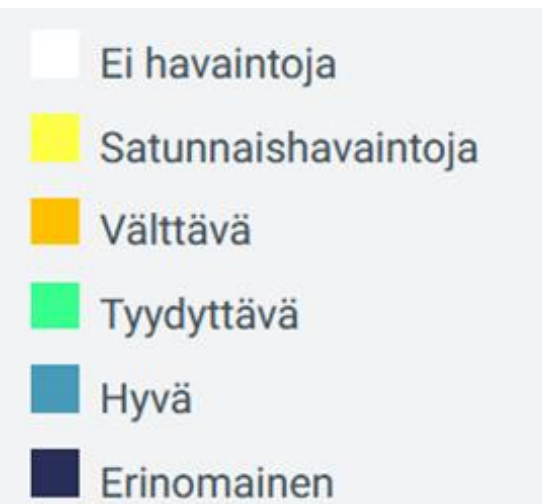 Ei havaintoja
Satunnaishavaintoja
Välttävä
Tyydyttävä
Hyvä
Erinomainen